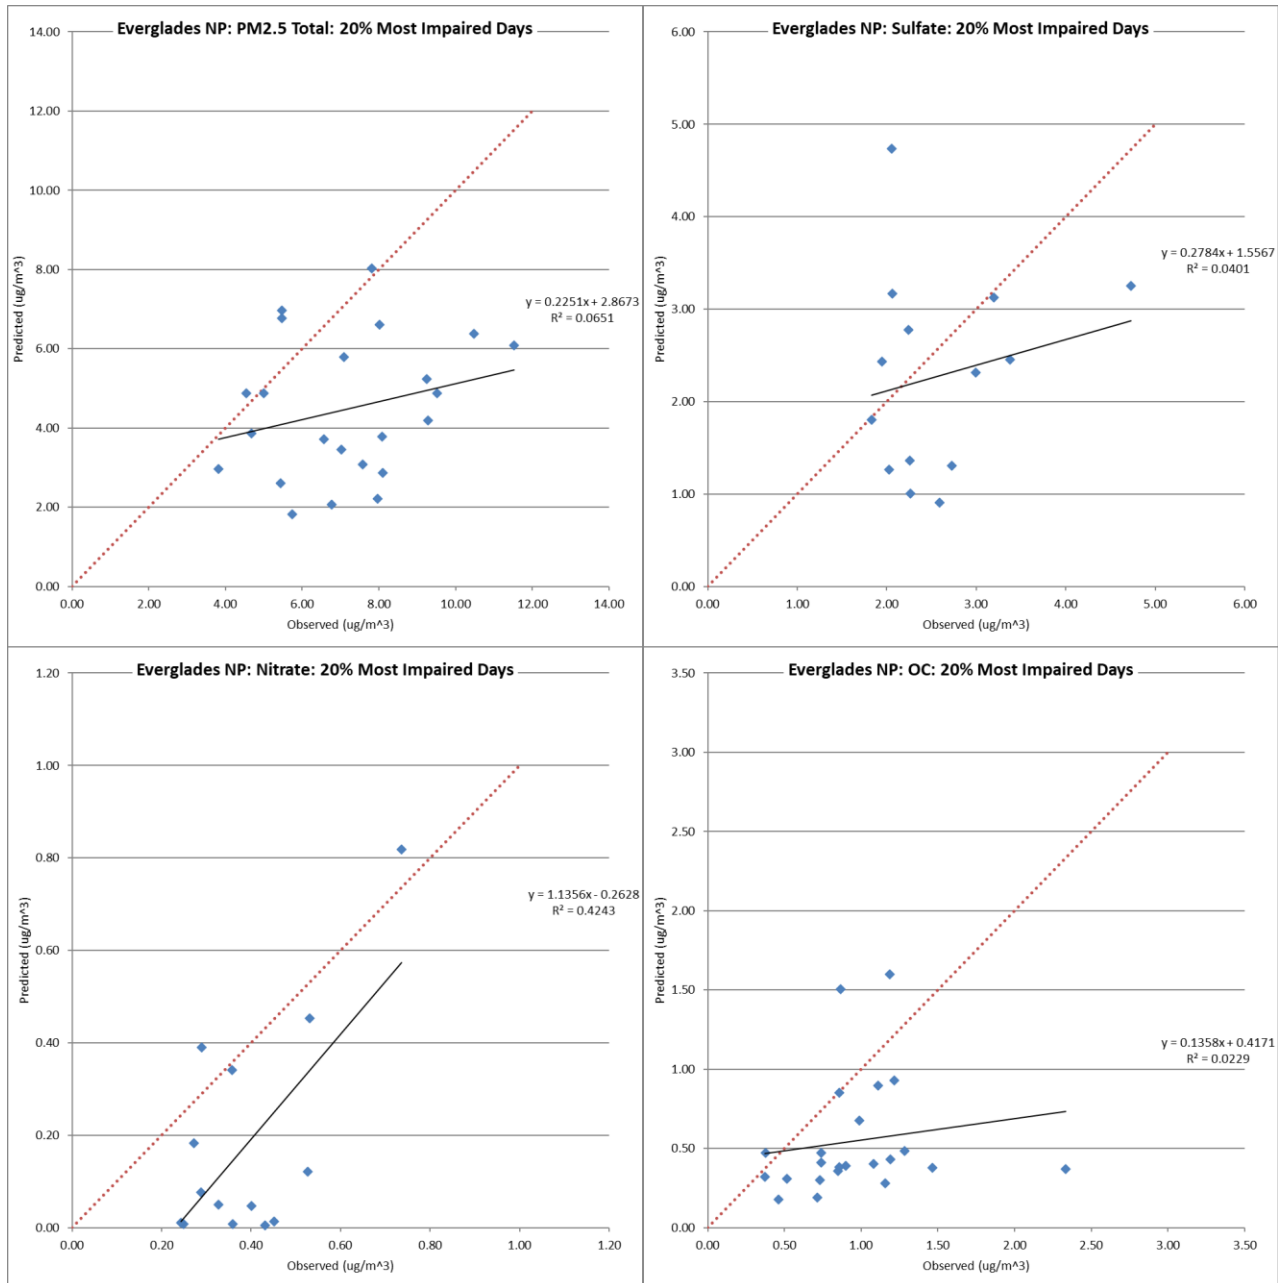 Everglades NP: PM2.5 Total: 20% Most Impaired Days
14.00
12.00
10.00
8.00
6.00
4.00
2.00
0.00
Predicted (ug/m^3)
y = 0.2251x + 2.8673
R² = 0.0651
0.00 2.00 4.00 6.00 8.00 10.00 12.00 14.00
Observed (ug/m^3)
Everglades NP: Sulfate: 20% Most Impaired Days
6.00
5.00
4.00
3.00
2.00
1.00
0.00
Predicted (ug/m^3)
y = 0.2784x + 1.5567
R² = 0.0401
0.00 1.00 2.00 3.00 4.00 5.00 6.00
Observed (ug/m^3)
Everglades NP: Nitrate: 20% Most Impaired Days
1.20
1.00
0.80
0.60
0.40
0.20
0.00
Predicted (ug/m^3)
y = 1.1356x - 0.2628
R² = 0.4243
0.00 0.20 0.40 0.60 0.80 1.00 1.20
Observed (ug/m^3)
Everglades NP: OC: 20% Most Impaired Days
3.50
3.00
2.50
2.00
1.50
1.00
0.50
0.00
Predicted (ug/m^3)
y = 0.1358x + 0.4171
R² = 0.0229
0.00 0.50 1.00 1.50 2.00 2.50 3.00 3.50
Observed (ug/m^3)